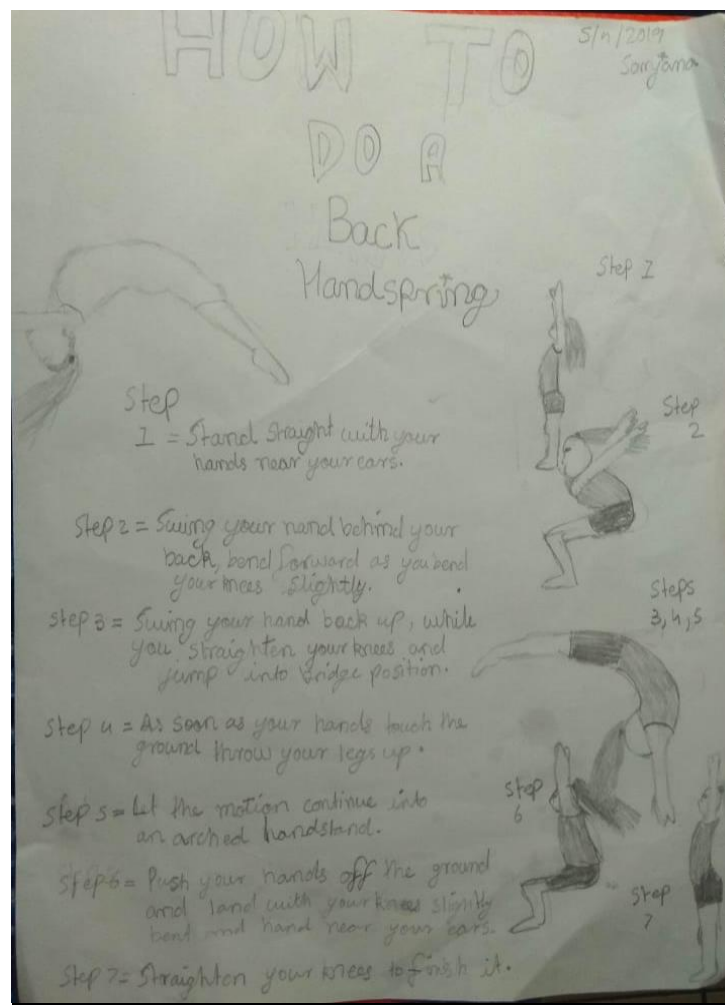 HOW TO
5/n/2019
Samjana
DO A
Back
Handspring
Step 1
Step
1 = Stand straight with your
hands near your ears.
Step
2
Step 2 = Swing your hand behind your
back, bend forward as you bend
your knees slightly.
Steps
3, 4, 5
Step 3 = Swing your hand back up, while
you straighten your knees and
jump into bridge position.
Step 4 = As soon as your hands touch the
ground throw your legs up.
Step
6
Step 5 = Let the motion continue into
an arched handstand.
Step 6 = Push your hands off the ground
and land with your knees slightly
bent and hand near your ears.
Step
7
Step 7 = Straighten your knees to finish it.